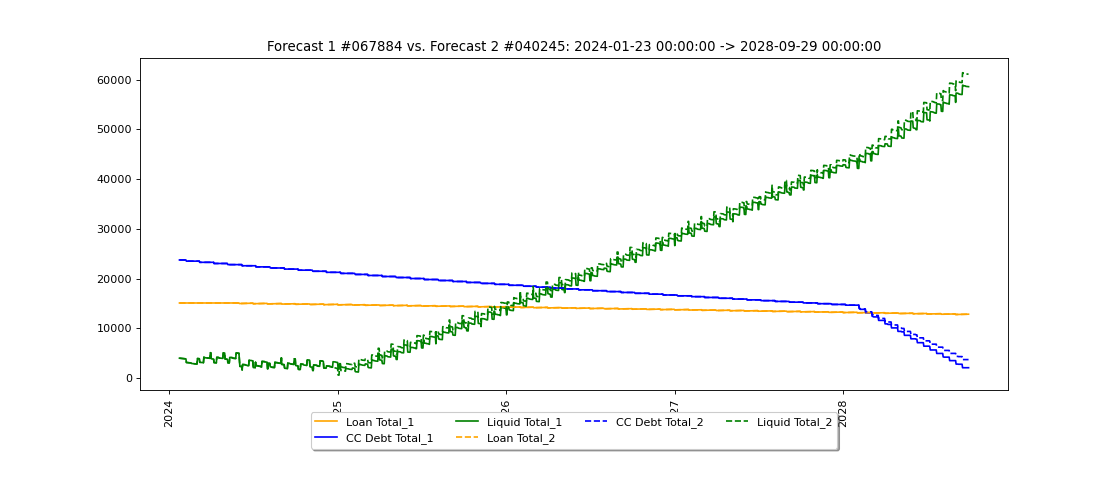 Forecast 1 #067884 vs. Forecast 2 #040245: 2024-01-23 00:00:00 -> 2028-09-29 00:00:00
60000
50000
40000
30000
20000
10000
0
2024
25
26
27
2028
Loan Total_1
Liquid Total_1
CC Debt Total_2
Liquid Total_2
CC Debt Total_1
Loan Total_2